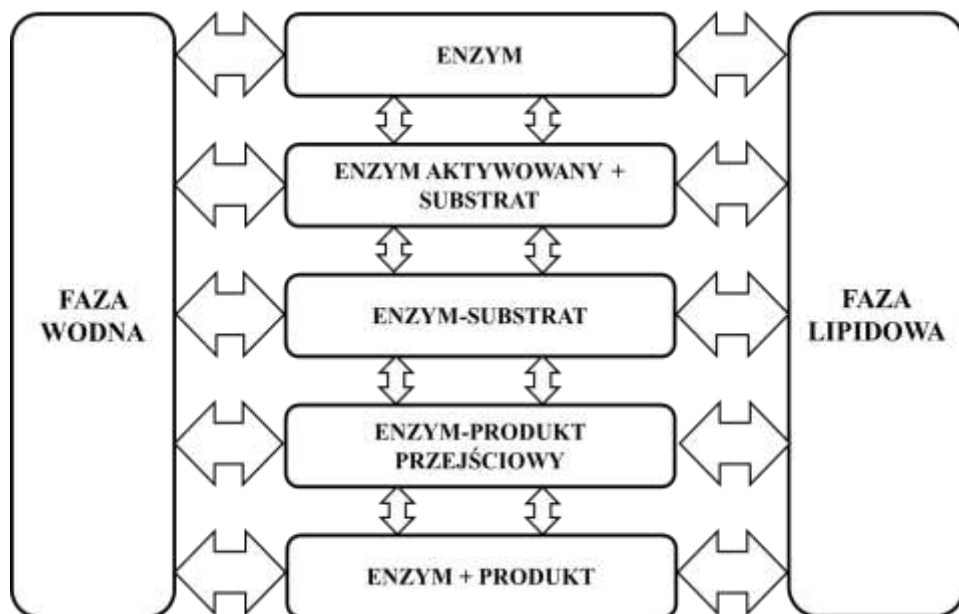 ENZYM
ENZYM AKTYWOWANY +
SUBSTRAT
FAZA
WODNA
ENZYM-SUBSTRAT
FAZA
LIPIDOWA
ENZYM-PRODUKT
PRZEJŚCIOWY
ENZYM + PRODUKT